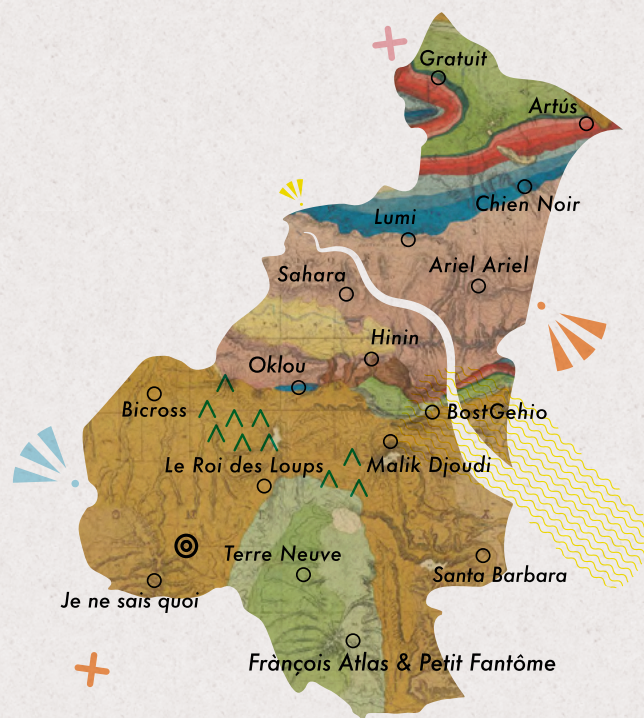 Gratuit
Artús
Chien Noir
Lumi
Ariel Ariel
Sahara
Hinin
Oklou
Bicross
BostGehio
Le Roi des Loups
Malik Djoudi
Terre Neuve
Santa Barbara
Je ne sais quoi
Frànçois Atlas & Petit Fantôme